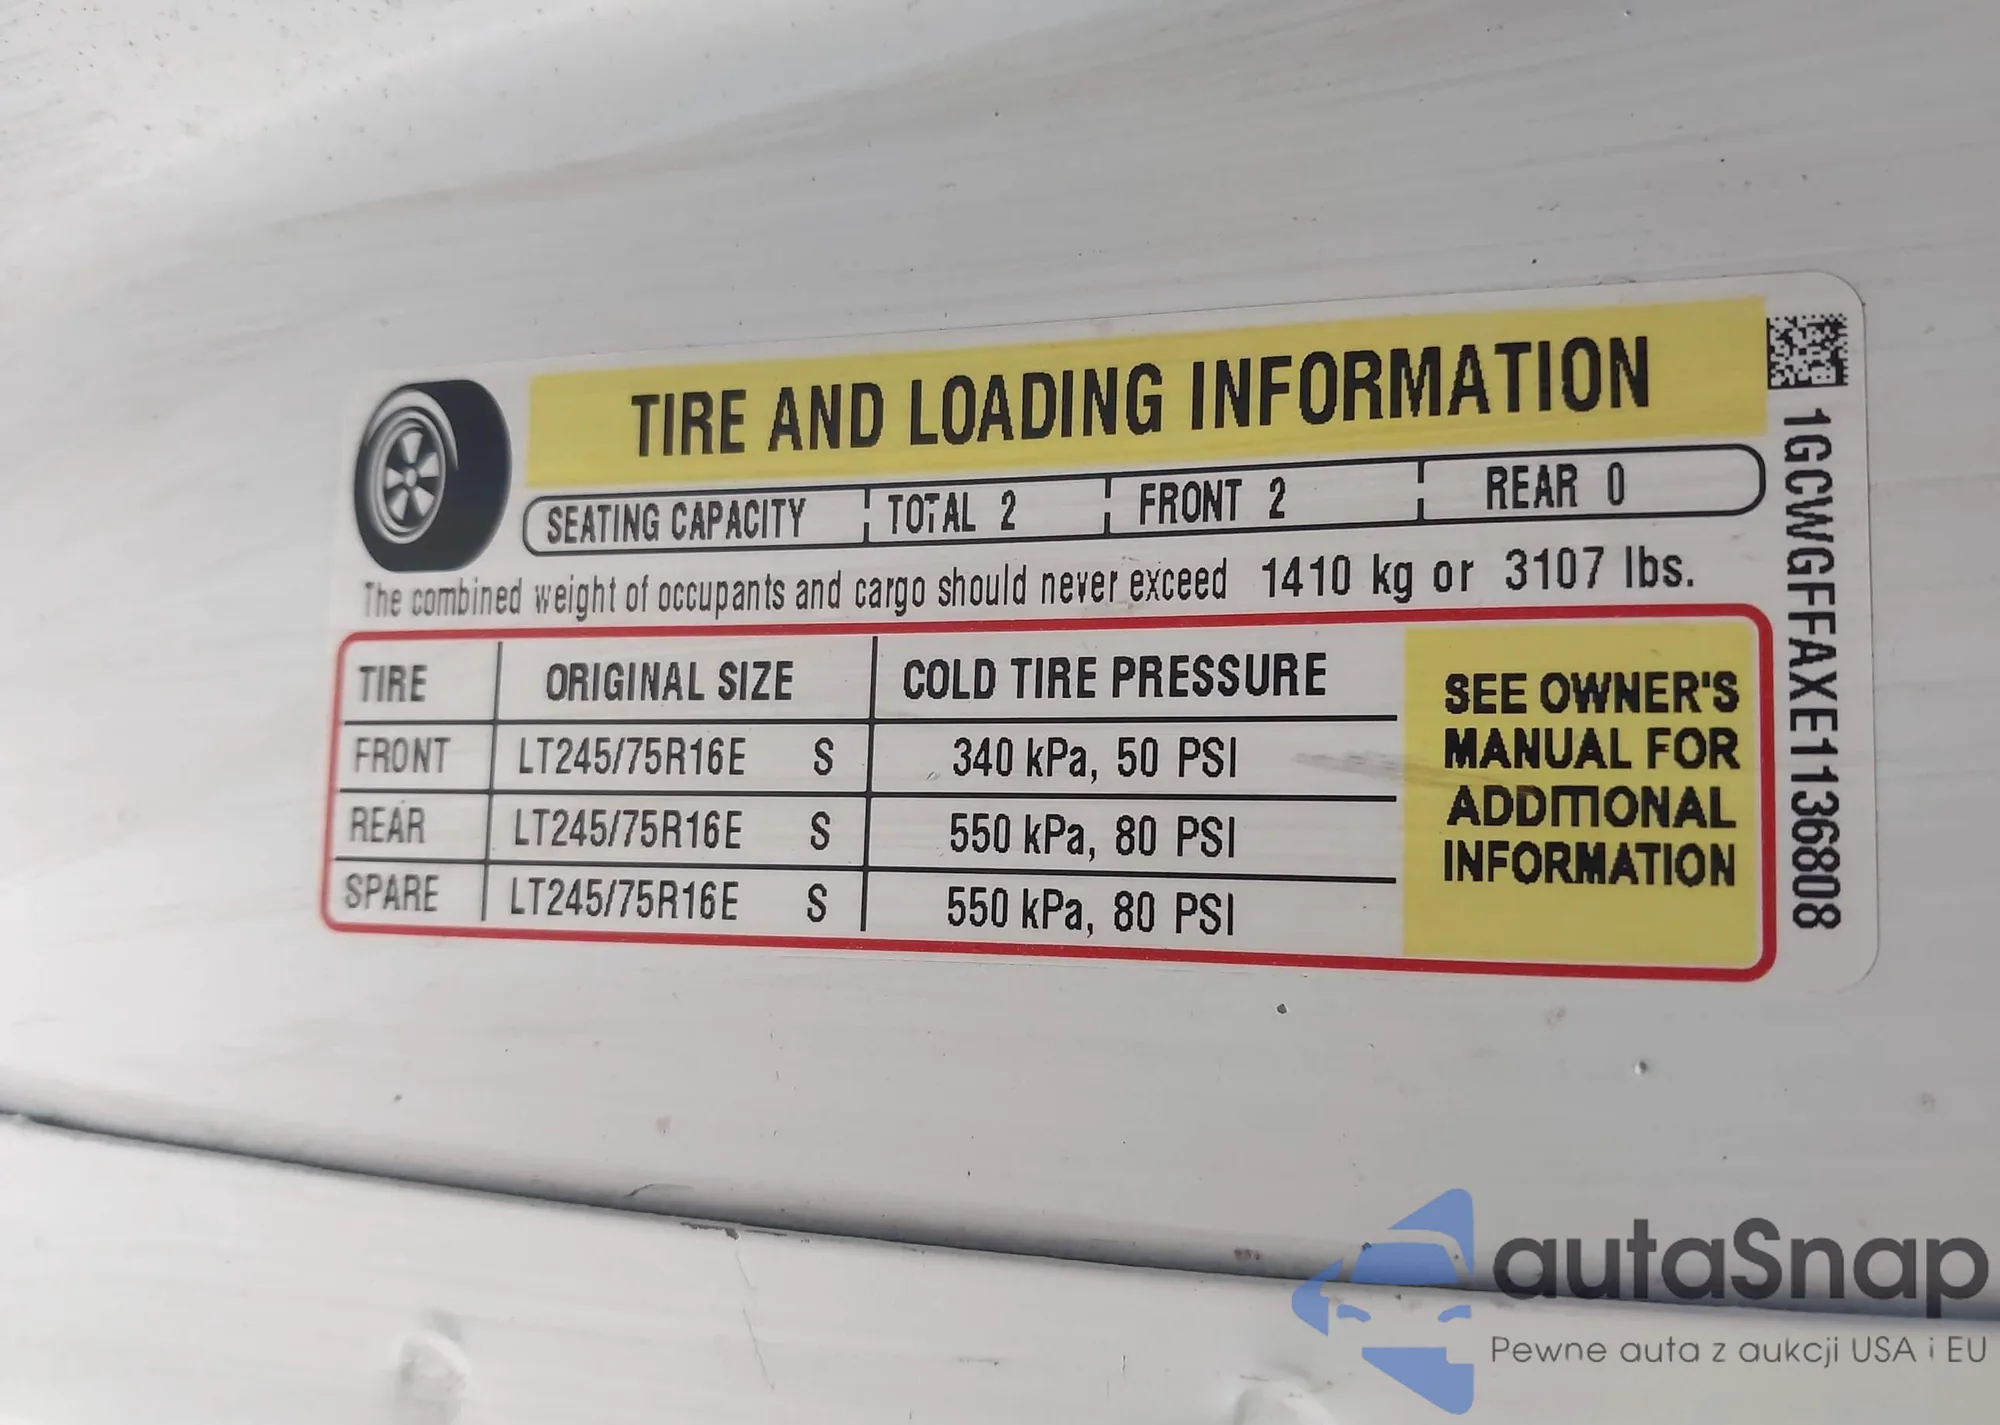 TIRE AND LOADING INFORMATION
SEATING CAPACITY TOTAL 2 FRONT 2 REAR 0
The combined weight of occupants and cargo should never exceed 1410 kg or 3107 lbs.
TIRE ORIGINAL SIZE COLD TIRE PRESSURE
FRONT LT245/75R16E S 340 kPa, 50 PSI
REAR LT245/75R16E S 550 kPa, 80 PSI
SPARE LT245/75R16E S 550 kPa, 80 PSI
SEE OWNER'S
MANUAL FOR
ADDITIONAL
INFORMATION
1GCWGFFAXE1136808
autaSnap
Pewne auta z aukcji USA i EU